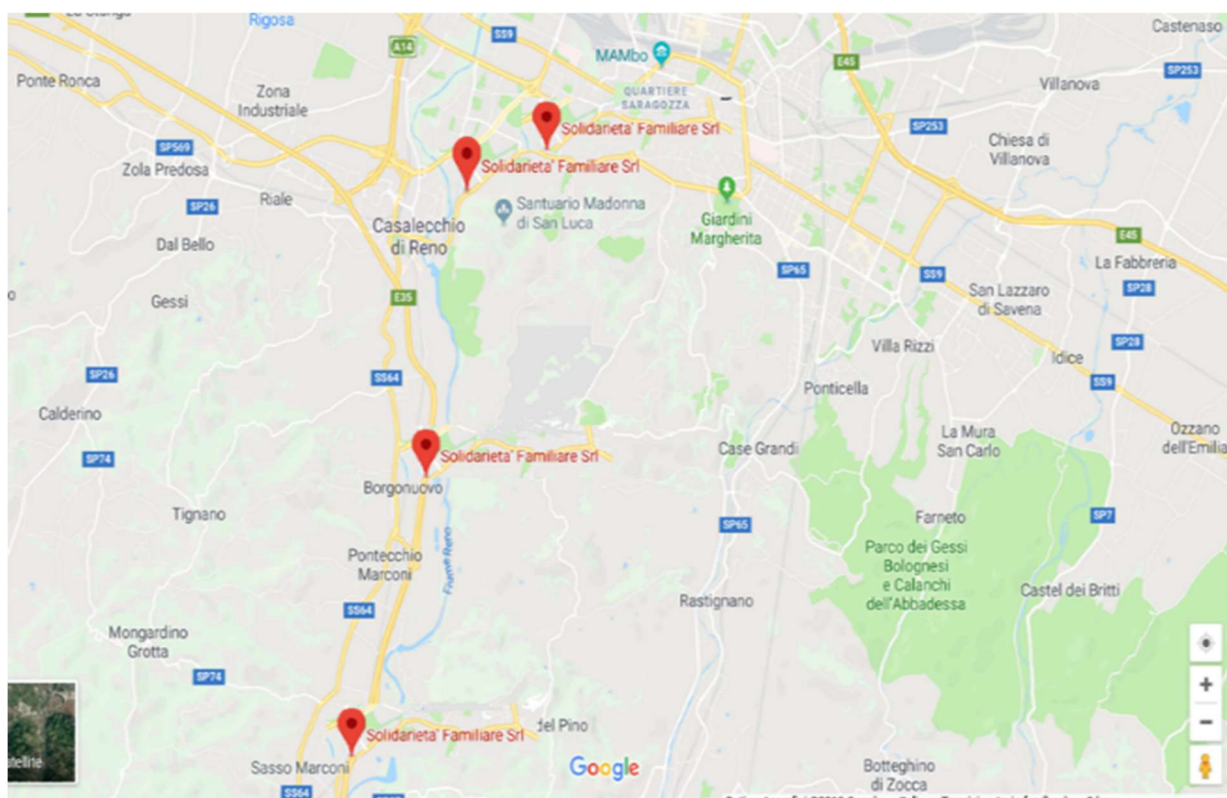 Rigosa
SS9
Castenaso
A14
MAMbo
E45
SP253
Ponte Ronca
Zona
Industriale
QUARTIERE
SARAGOZZA
Villanova
Solidarieta' Familiare Srl
SP253
Chiesa di
Villanova
SP569
Zola Predosa
Solidarieta' Familiare Srl
Riale
SP26
Santuario Madonna
di San Luca
Giardini
Margherita
Casalecchio
di Reno
Dal Bello
E45
La Fabbreria
SP65
SS9
SP28
San Lazzaro
di Savena
Gessi
E35
Villa Rizzi
SP28
Idice
SP26
SS64
SS9
Ponticella
Calderino
La Mura
San Carlo
Ozzano
dell'Emilia
Case Grandi
SP74
Solidarieta' Familiare Srl
Borgonuovo
Tignano
SP65
Farneto
SP7
Pontecchio
Marconi
Fiume Reno
Parco dei Gessi
Bolognesi
e Calanchi
dell'Abbadessa
Castel dei Britti
SS64
Rastignano
Mongardino
Grotta
SP74
del Pino
Solidarieta' Familiare Srl
Sasso Marconi
Google
Botteghino
di Zocca
SS64